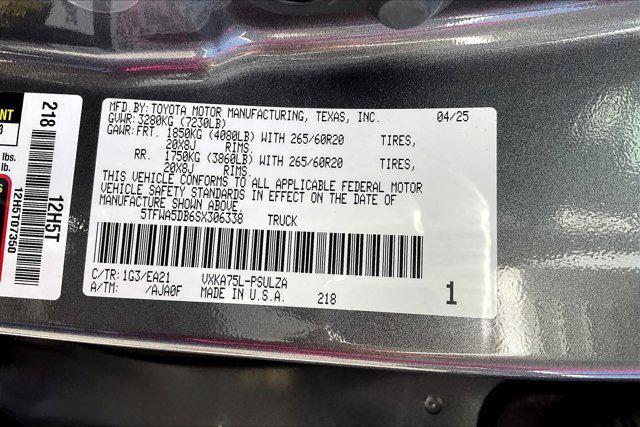 MFD. BY: TOYOTA MOTOR MANUFACTURING, TEXAS, INC. 04/25
GVWR: 3280KG (7230LB)
GAWR: FRT. 1850KG (4080LB) WITH 265/60R20 TIRES,
20X8J RIMS.
RR. 1750KG (3860LB) WITH 265/60R20 TIRES,
20X8J RIMS.
THIS VEHICLE CONFORMS TO ALL APPLICABLE FEDERAL MOTOR
VEHICLE SAFETY STANDARDS IN EFFECT ON THE DATE OF
MANUFACTURE SHOWN ABOVE
5TFWA5DB6SX306338 TRUCK
C/TR: 1G3/EA21 VXKA75L-PSULZA
A/TM: /AJA0F MADE IN U.S.A. 218 1
218
12H5T
12H5T07350
lbs.
lb.